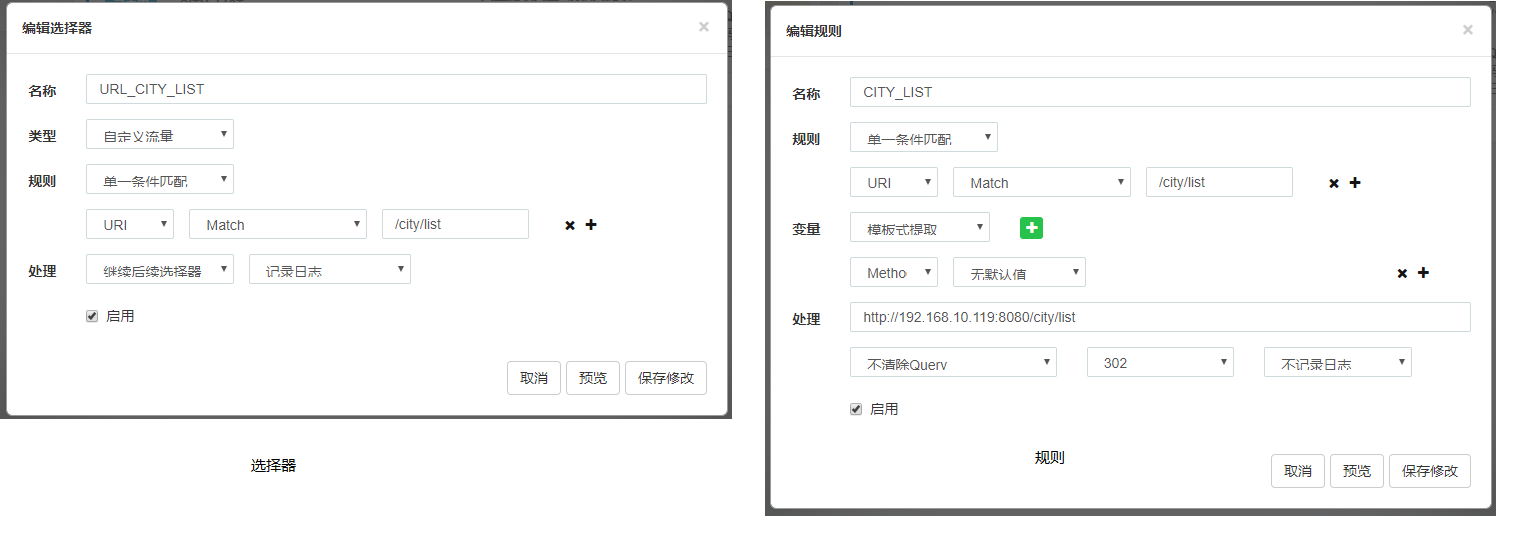 编辑选择器 ×
名称 URL_CITY_LIST
类型 自定义流量
规则 单一条件匹配
URI Match /city/list
处理 继续后续选择器 记录日志
启用
取消 预览 保存修改
选择器
编辑规则 ×
名称 CITY_LIST
规则 单一条件匹配
URI Match /city/list
变量 模板式提取
Metho 无默认值
处理 http://192.168.10.119:8080/city/list
不清除Query 302 不记录日志
启用
规则
取消 预览 保存修改